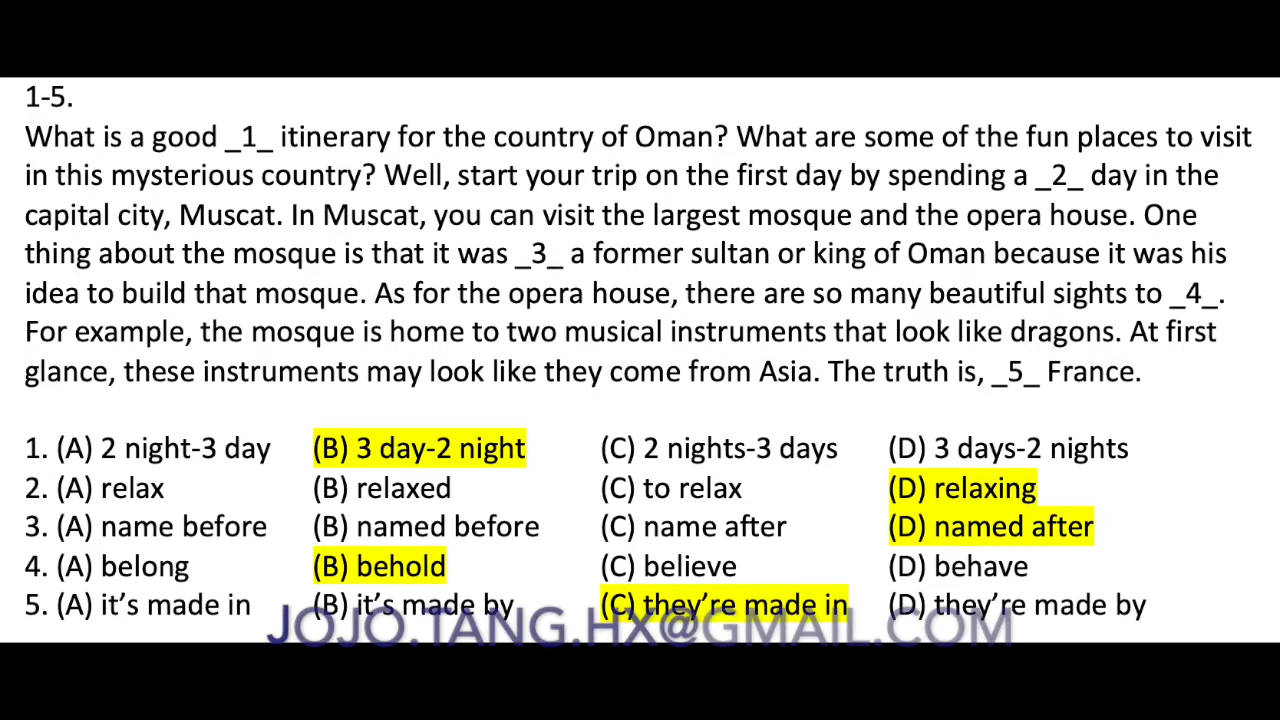 1-5.
What is a good _1_ itinerary for the country of Oman? What are some of the fun places to visit
in this mysterious country? Well, start your trip on the first day by spending a _2_ day in the
capital city, Muscat. In Muscat, you can visit the largest mosque and the opera house. One
thing about the mosque is that it was _3_ a former sultan or king of Oman because it was his
idea to build that mosque. As for the opera house, there are so many beautiful sights to _4_.
For example, the mosque is home to two musical instruments that look like dragons. At first
glance, these instruments may look like they come from Asia. The truth is, _5_ France.
1. (A) 2 night-3 day (B) 3 day-2 night (C) 2 nights-3 days (D) 3 days-2 nights
2. (A) relax (B) relaxed (C) to relax (D) relaxing
3. (A) name before (B) named before (C) name after (D) named after
4. (A) belong (B) behold (C) believe (D) behave
5. (A) it's made in (B) it's made by (C) they're made in (D) they're made by
JOJO.TANG.HX@GMAIL.COM